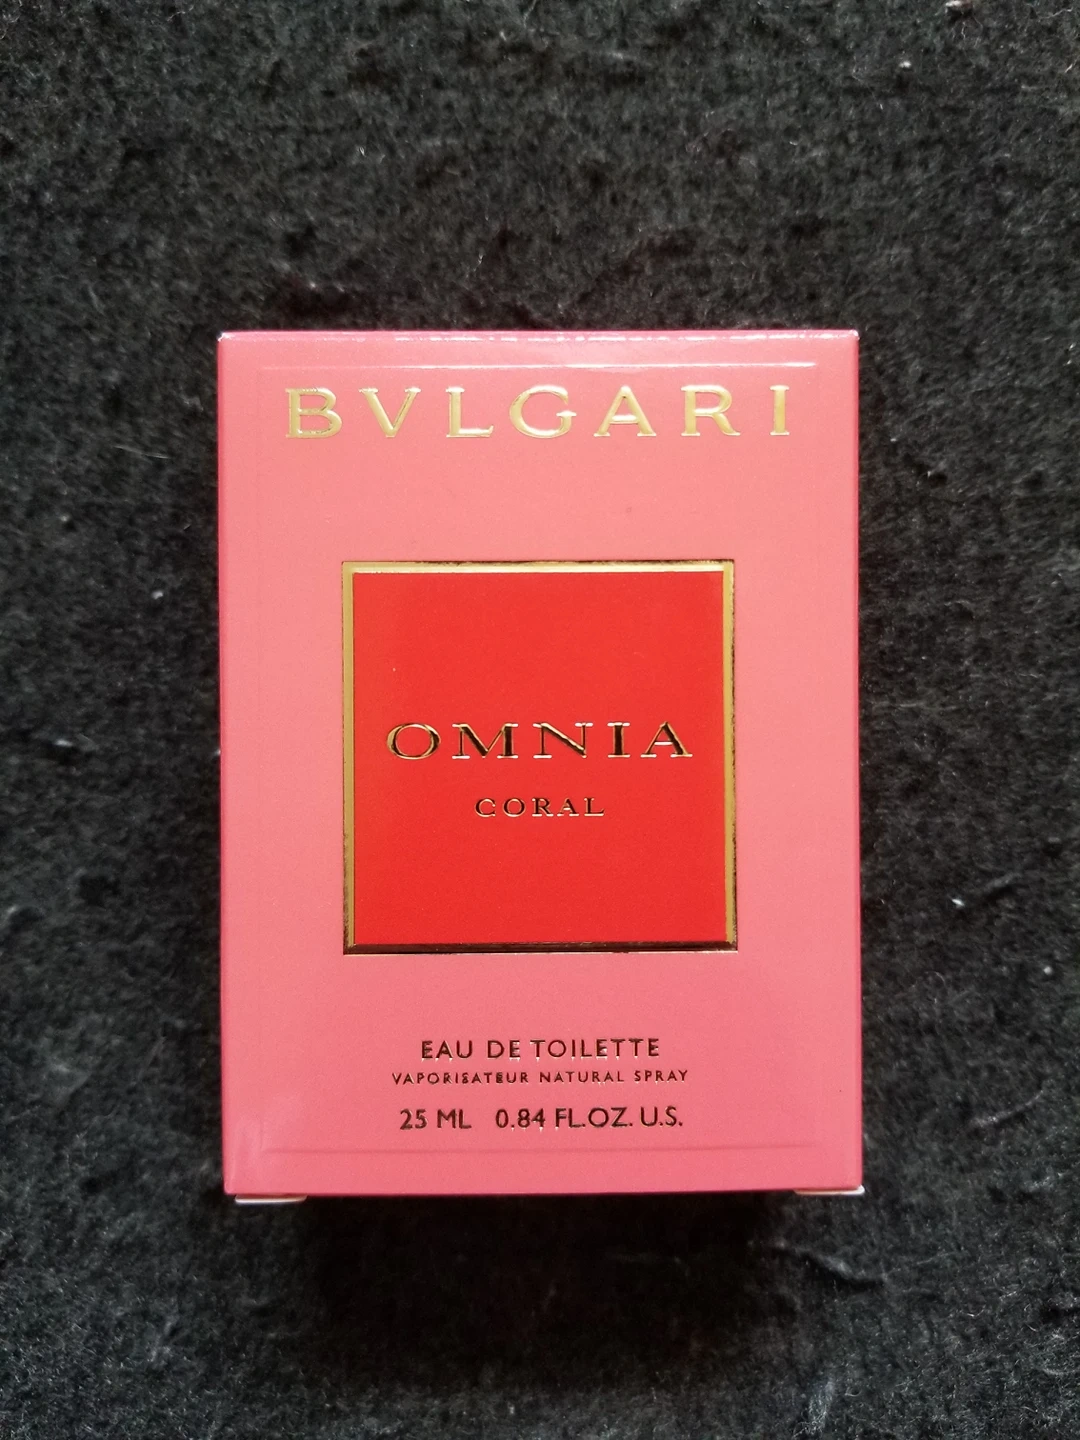 BVLGARI
OMNIA
CORAL
EAU DE TOILETTE
VAPORISATEUR NATURAL SPRAY
25 ML 0.84 FL.OZ. U.S.